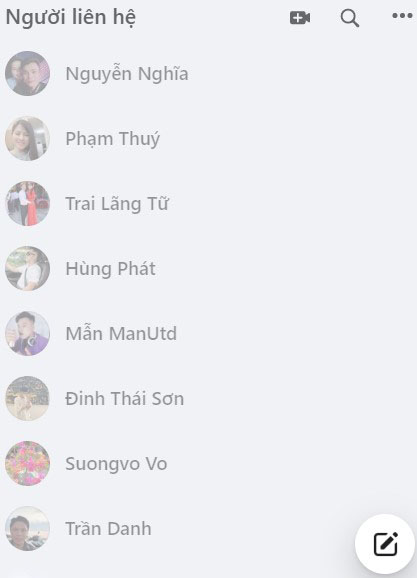 Người liên hệ
Nguyễn Nghĩa
Phạm Thuý
Trai Lãng Tữ
Hùng Phát
Mẫn ManUtd
Đinh Thái Sơn
Suongvo Vo
Trần Danh